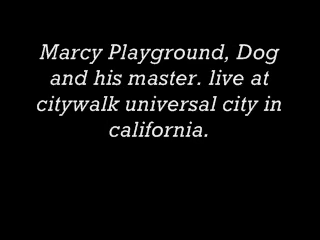 Marcy Playground, Dog
and his master. live at
citywalk universal city in
california.